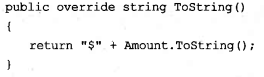 public override string ToString()
{
return "$" + Amount.ToString();
}